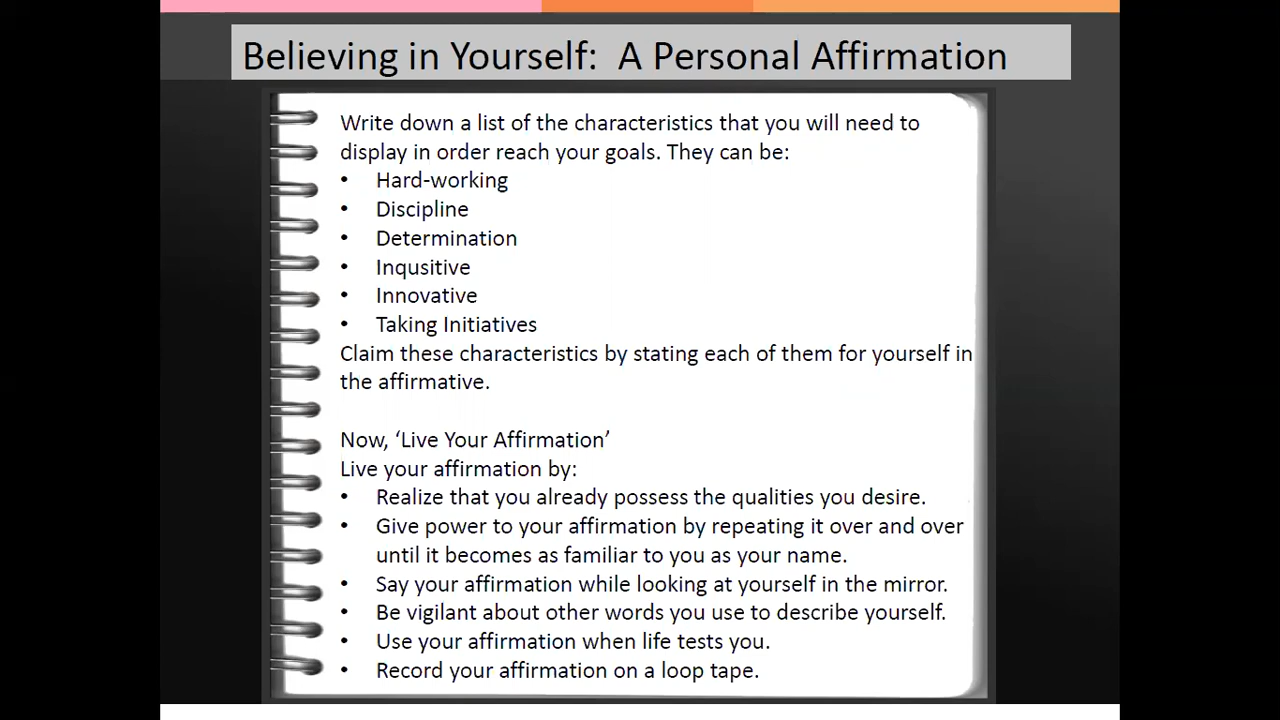 Believing in Yourself: A Personal Affirmation
Write down a list of the characteristics that you will need to
display in order reach your goals. They can be:
• Hard-working
• Discipline
• Determination
• Inqusitive
• Innovative
• Taking Initiatives
Claim these characteristics by stating each of them for yourself in
the affirmative.
Now, ‘Live Your Affirmation’
Live your affirmation by:
• Realize that you already possess the qualities you desire.
• Give power to your affirmation by repeating it over and over
until it becomes as familiar to you as your name.
• Say your affirmation while looking at yourself in the mirror.
• Be vigilant about other words you use to describe yourself.
• Use your affirmation when life tests you.
• Record your affirmation on a loop tape.